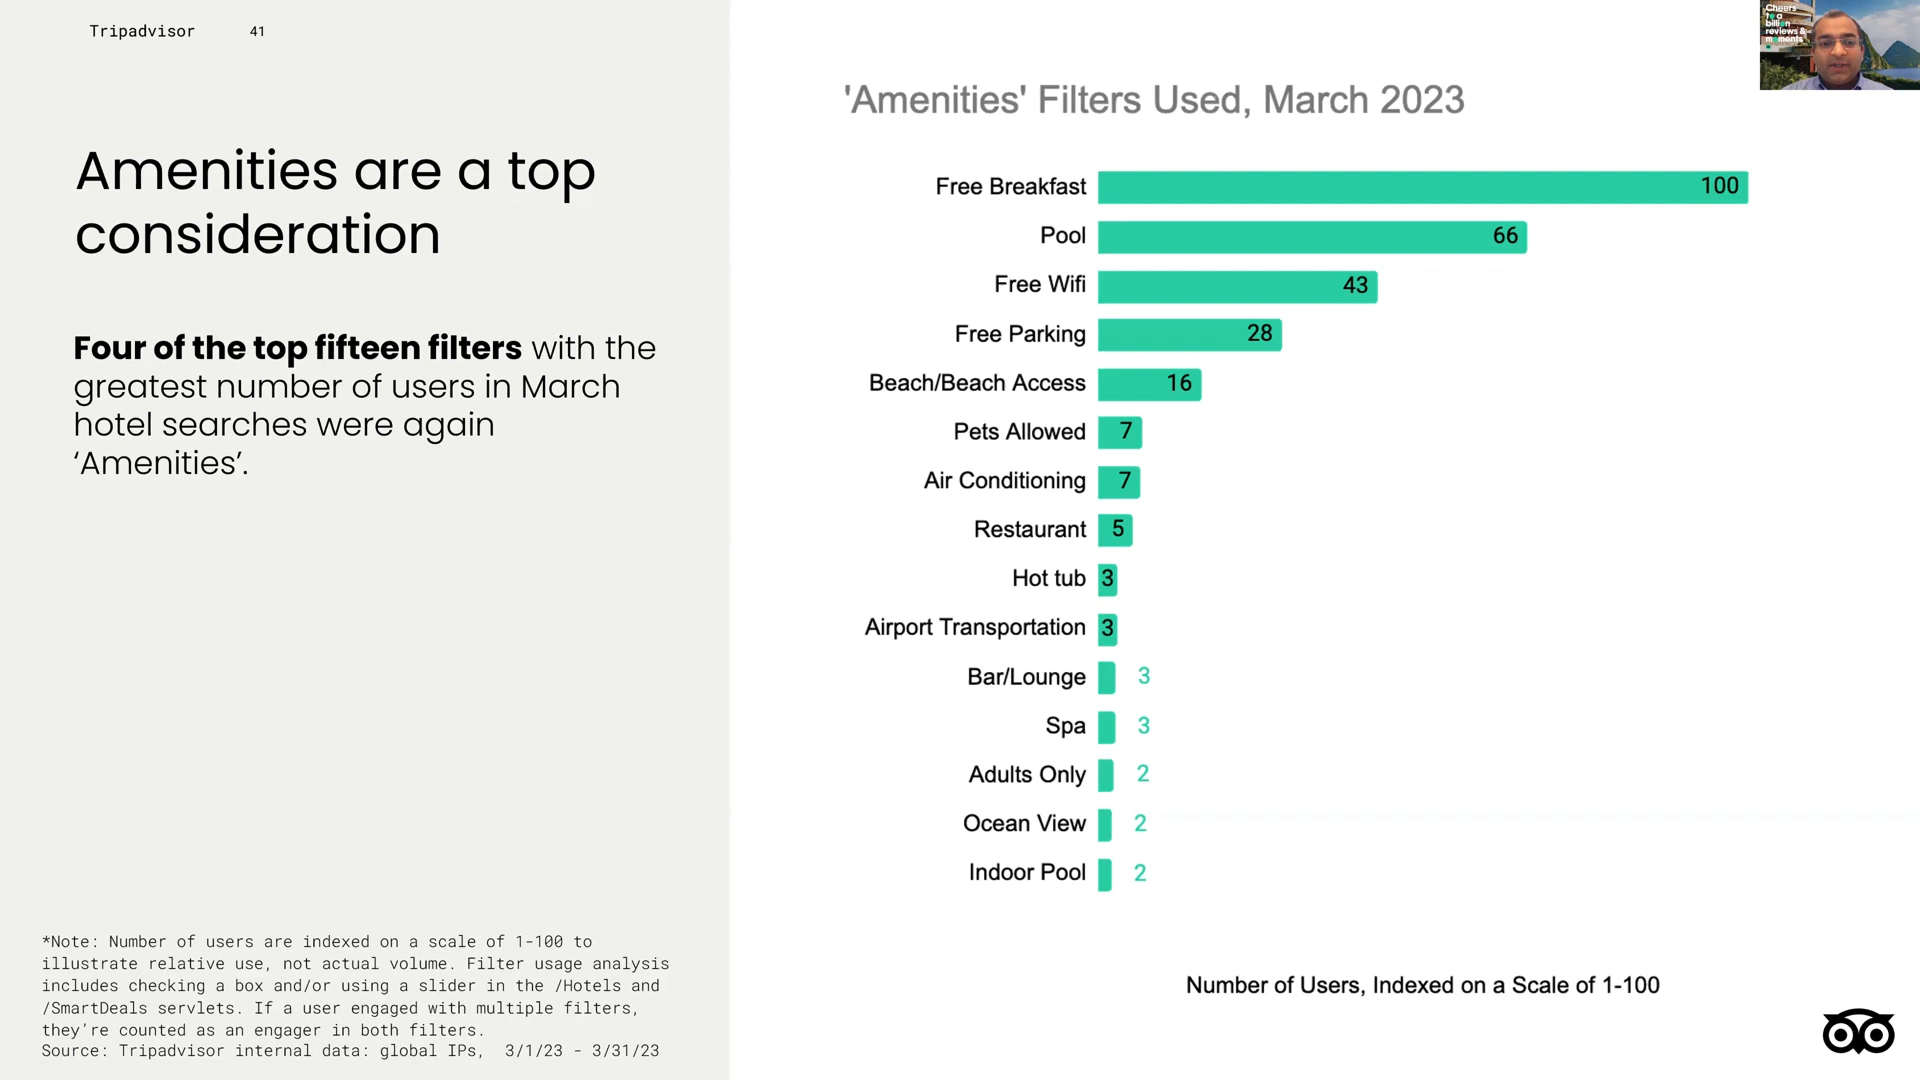 Tripadvisor 41
Cheers
to a
billion
reviews &
moments
Amenities are a top
consideration
Four of the top fifteen filters with the
greatest number of users in March
hotel searches were again
‘Amenities’.
*Note: Number of users are indexed on a scale of 1-100 to
illustrate relative use, not actual volume. Filter usage analysis
includes checking a box and/or using a slider in the /Hotels and
/SmartDeals servlets. If a user engaged with multiple filters,
they’re counted as an engager in both filters.
Source: Tripadvisor internal data: global IPs, 3/1/23 - 3/31/23
'Amenities' Filters Used, March 2023
Free Breakfast 100
Pool 66
Free Wifi 43
Free Parking 28
Beach/Beach Access 16
Pets Allowed 7
Air Conditioning 7
Restaurant 5
Hot tub 3
Airport Transportation 3
Bar/Lounge 3
Spa 3
Adults Only 2
Ocean View 2
Indoor Pool 2
Number of Users, Indexed on a Scale of 1-100